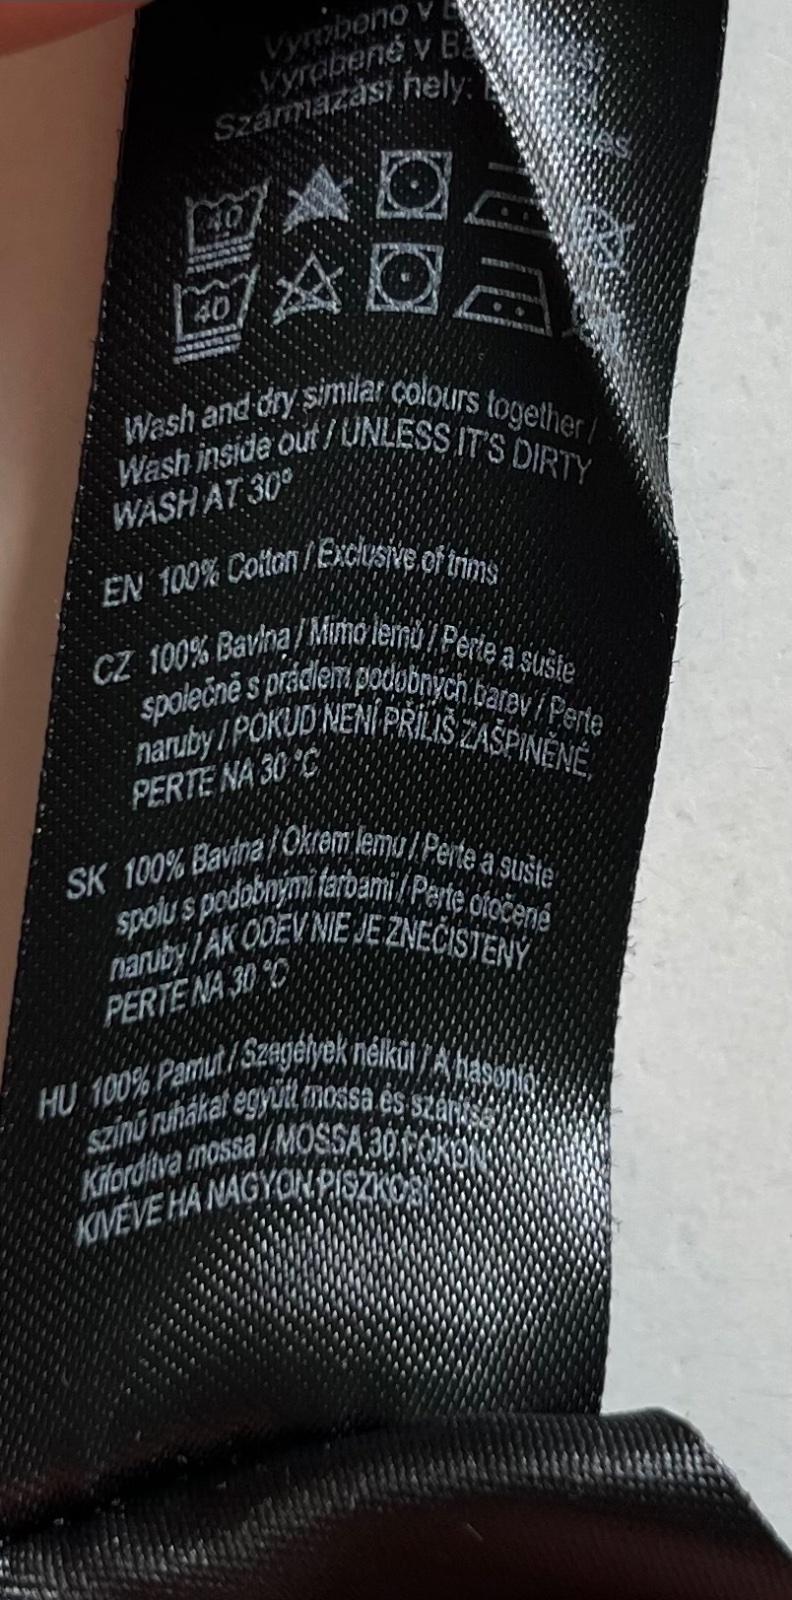 Vyrobeno v
Vyrobené v
Származási hely:
40
40
Wash and dry similar colours together /
Wash inside out / UNLESS IT'S DIRTY
WASH AT 30°
EN 100% Cotton / Exclusive of trims
CZ 100% Bavlna / Mimo lemů / Perte a sušte
společně s prádlem podobných barev / Perte
naruby / POKUD NENÍ PŘÍLIŠ ZAŠPINĚNÉ,
PERTE NA 30 °C
SK 100% Bavlna / Okrem lemu / Perte a sušte
spolu s podobnými farbami / Perte otočené
naruby / AK ODEV NIE JE ZNEČISTENÝ
PERTE NA 30 °C
HU 100% Pamut / Szegélyek nélkül / A hasonló
színű ruhákat együtt mossa és szárítsa
Kifordítva mossa / MOSSA 30 FOKON,
KIVÉVE HA NAGYON PISZKOS!